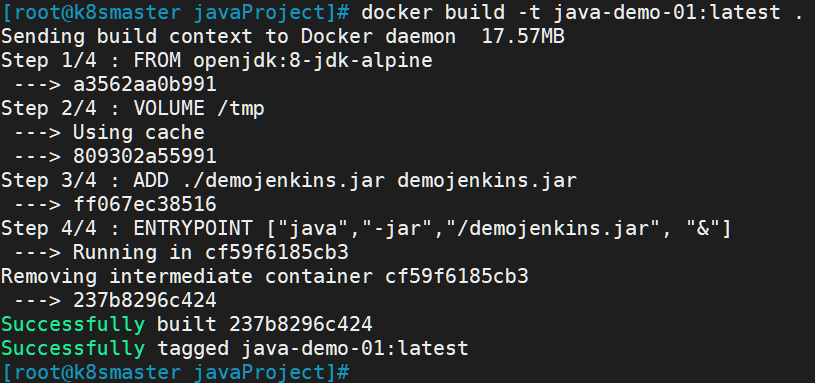 [root@k8smaster javaProject]# docker build -t java-demo-01:latest .
Sending build context to Docker daemon  17.57MB
Step 1/4 : FROM openjdk:8-jdk-alpine
 ---> a3562aa0b991
Step 2/4 : VOLUME /tmp
 ---> Using cache
 ---> 809302a55991
Step 3/4 : ADD ./demojenkins.jar demojenkins.jar
 ---> ff067ec38516
Step 4/4 : ENTRYPOINT ["java","-jar","/demojenkins.jar", "&"]
 ---> Running in cf59f6185cb3
Removing intermediate container cf59f6185cb3
 ---> 237b8296c424
Successfully built 237b8296c424
Successfully tagged java-demo-01:latest
[root@k8smaster javaProject]#